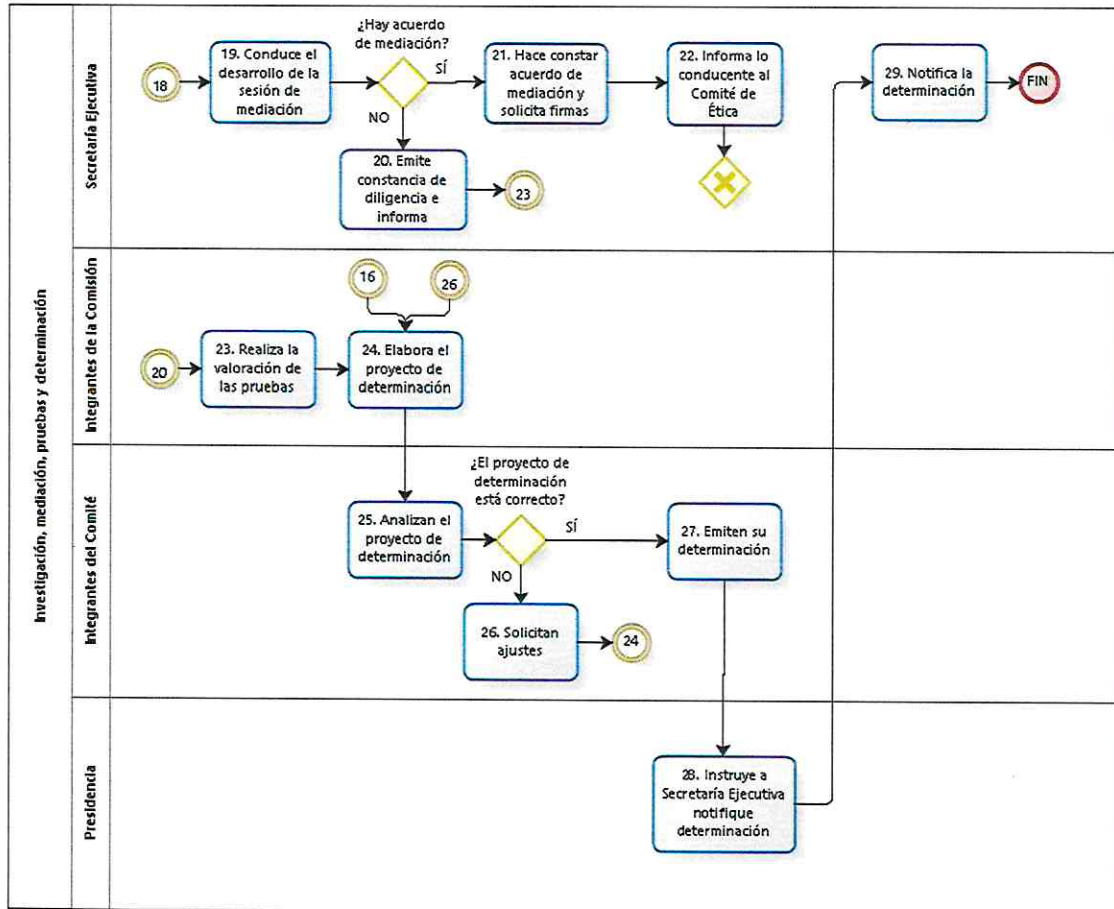 Investigación, mediación, pruebas y determinación
Secretaría Ejecutiva
18
19. Conduce el
desarrollo de la
sesión de
mediación
¿Hay acuerdo
de mediación?
SÍ
NO
20. Emite
constancia de
diligencia e
informa
23
21. Hace constar
acuerdo de
mediación y
solicita firmas
22. Informa lo
conducente al
Comité de
Ética
29. Notifica la
determinación
FIN
Integrantes de la Comisión
16
26
20
23. Realiza la
valoración de
las pruebas
24. Elabora el
proyecto de
determinación
Integrantes del Comité
25. Analizan el
proyecto de
determinación
¿El proyecto de
determinación
está correcto?
SÍ
NO
26. Solicitan
ajustes
24
27. Emiten su
determinación
Presidencia
28. Instruye a
Secretaría Ejecutiva
notifique
determinación